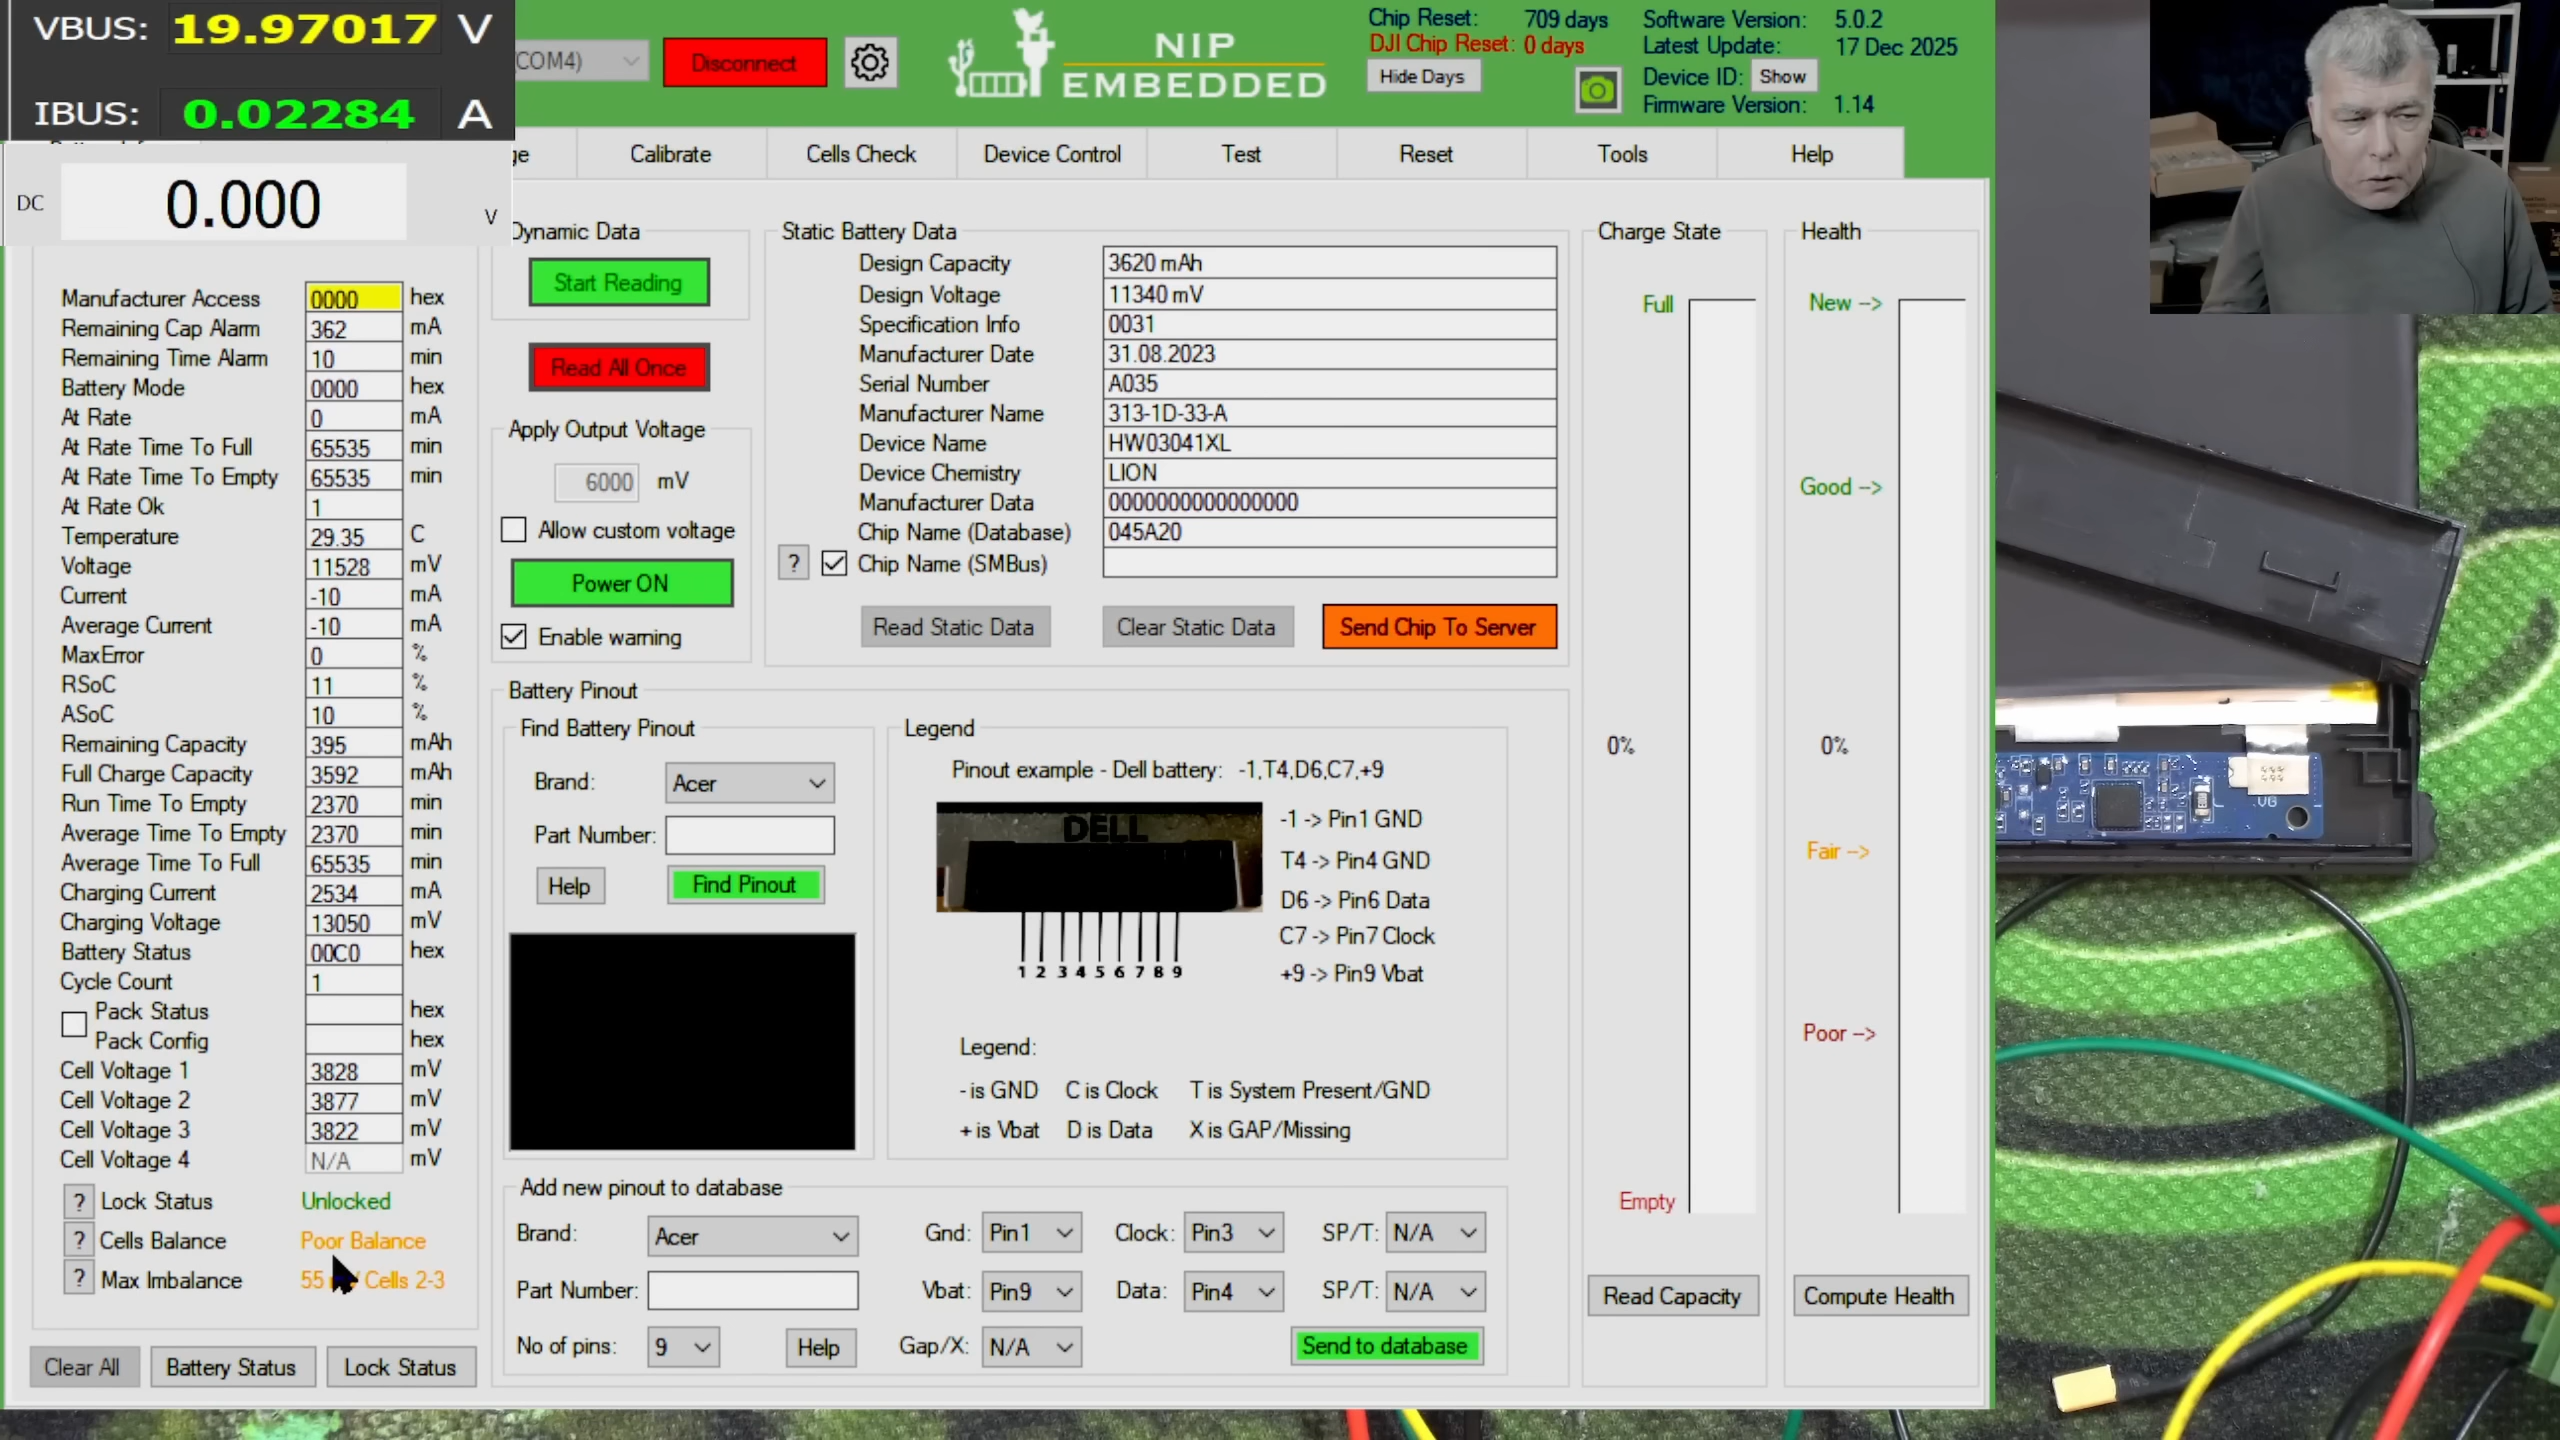 VBUS: 19.97017 V
IBUS: 0.02284 A
DC 0.000 V
(COM4)
Disconnect
NIP
EMBEDDED
Chip Reset: 709 days
DJI Chip Reset: 0 days
Hide Days
Software Version: 5.0.2
Latest Update: 17 Dec 2025
Device ID: Show
Firmware Version: 1.14
ge Calibrate Cells Check Device Control Test Reset Tools Help
Manufacturer Access 0000 hex
Remaining Cap Alarm 362 mA
Remaining Time Alarm 10 min
Battery Mode 0000 hex
At Rate 0 mA
At Rate Time To Full 65535 min
At Rate Time To Empty 65535 min
At Rate Ok 1
Temperature 29.35 C
Voltage 11528 mV
Current -10 mA
Average Current -10 mA
MaxError 0 %
RSoC 11 %
ASoC 10 %
Remaining Capacity 395 mAh
Full Charge Capacity 3592 mAh
Run Time To Empty 2370 min
Average Time To Empty 2370 min
Average Time To Full 65535 min
Charging Current 2534 mA
Charging Voltage 13050 mV
Battery Status 00C0 hex
Cycle Count 1
Pack Status hex
Pack Config hex
Cell Voltage 1 3828 mV
Cell Voltage 2 3877 mV
Cell Voltage 3 3822 mV
Cell Voltage 4 N/A mV
? Lock Status Unlocked
? Cells Balance Poor Balance
? Max Imbalance 55 Cells 2-3
Clear All Battery Status Lock Status
Dynamic Data
Start Reading
Read All Once
Apply Output Voltage
6000 mV
Allow custom voltage
Power ON
Enable warning
Static Battery Data
Design Capacity 3620 mAh
Design Voltage 11340 mV
Specification Info 0031
Manufacturer Date 31.08.2023
Serial Number A035
Manufacturer Name 313-1D-33-A
Device Name HW03041XL
Device Chemistry LION
Manufacturer Data 0000000000000000
Chip Name (Database) 045A20
? Chip Name (SMBus)
Read Static Data Clear Static Data Send Chip To Server
Battery Pinout
Find Battery Pinout
Brand: Acer
Part Number:
Help Find Pinout
Legend
Pinout example - Dell battery: -1,T4,D6,C7,+9
DELL
1 2 3 4 5 6 7 8 9
-1 -> Pin1 GND
T4 -> Pin4 GND
D6 -> Pin6 Data
C7 -> Pin7 Clock
+9 -> Pin9 Vbat
Legend:
- is GND C is Clock T is System Present/GND
+ is Vbat D is Data X is GAP/Missing
Add new pinout to database
Brand: Acer Gnd: Pin1 Clock: Pin3 SP/T: N/A
Part Number: Vbat: Pin9 Data: Pin4 SP/T: N/A
No of pins: 9 Help Gap/X: N/A Send to database
Charge State
Full
0%
Empty
Read Capacity
Health
New -->
Good -->
0%
Fair -->
Poor -->
Compute Health
VG